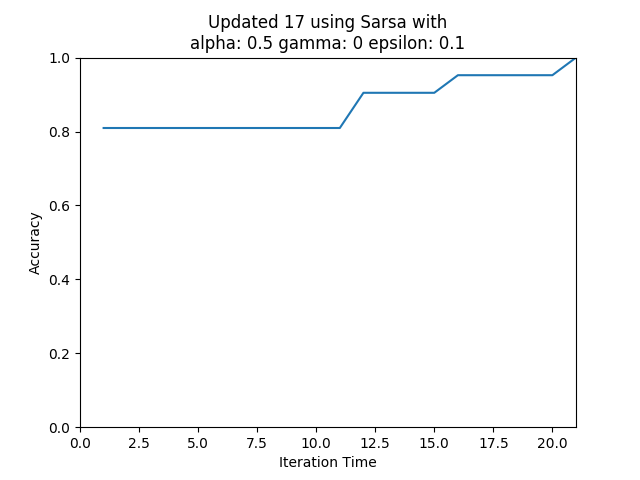 Updated 17 using Sarsa with
alpha: 0.5 gamma: 0 epsilon: 0.1
1.0
0.8
0.6
0.4
0.2
0.0
Accuracy
0.0 2.5 5.0 7.5 10.0 12.5 15.0 17.5 20.0
Iteration Time